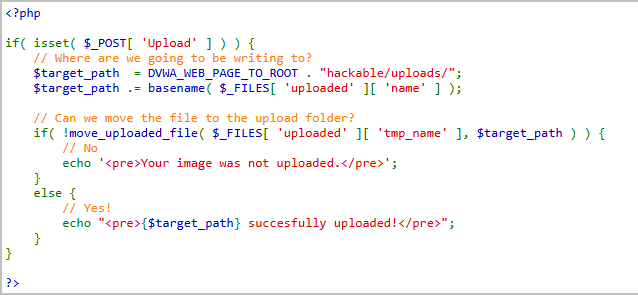 <?php
if( isset( $_POST[ 'Upload' ] ) ) {
    // Where are we going to be writing to?
    $target_path  = DVWA_WEB_PAGE_TO_ROOT . "hackable/uploads/";
    $target_path .= basename( $_FILES[ 'uploaded' ][ 'name' ] );
    // Can we move the file to the upload folder?
    if( !move_uploaded_file( $_FILES[ 'uploaded' ][ 'tmp_name' ], $target_path ) ) {
        // No
        echo '<pre>Your image was not uploaded.</pre>';
    }
    else {
        // Yes!
        echo "<pre>{$target_path} succesfully uploaded!</pre>";
    }
}
?>